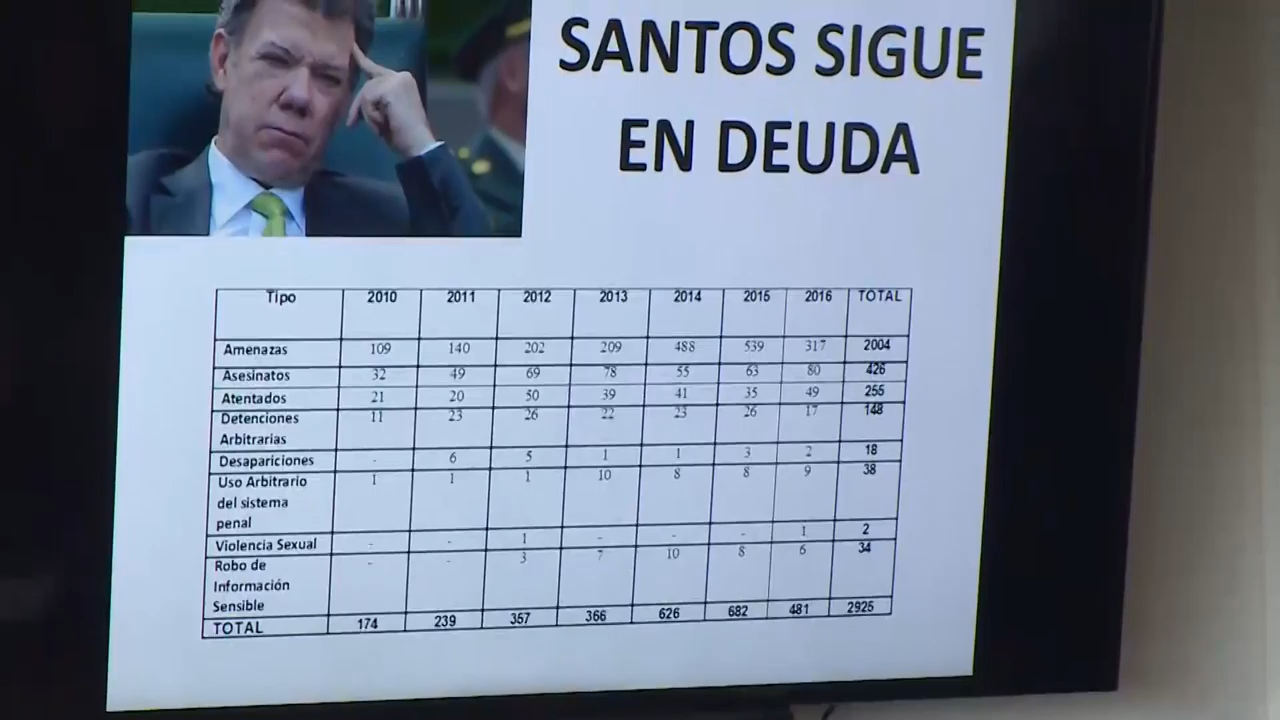 SANTOS SIGUE
EN DEUDA
Tipo 2010 2011 2012 2013 2014 2015 2016 TOTAL
Amenazas 109 140 202 209 488 539 317 2004
Asesinatos 32 49 69 78 55 63 80 426
Atentados 21 20 50 39 41 35 49 255
Detenciones 11 23 26 22 23 26 17 148
Arbitrarias
Desapariciones - 6 5 1 1 3 2 18
Uso Arbitrario 1 1 1 10 8 8 9 38
del sistema
penal
Violencia Sexual - - 1 - - - 1 2
Robo de - - 3 7 10 8 6 34
Información
Sensible
TOTAL 174 239 357 366 626 682 481 2925